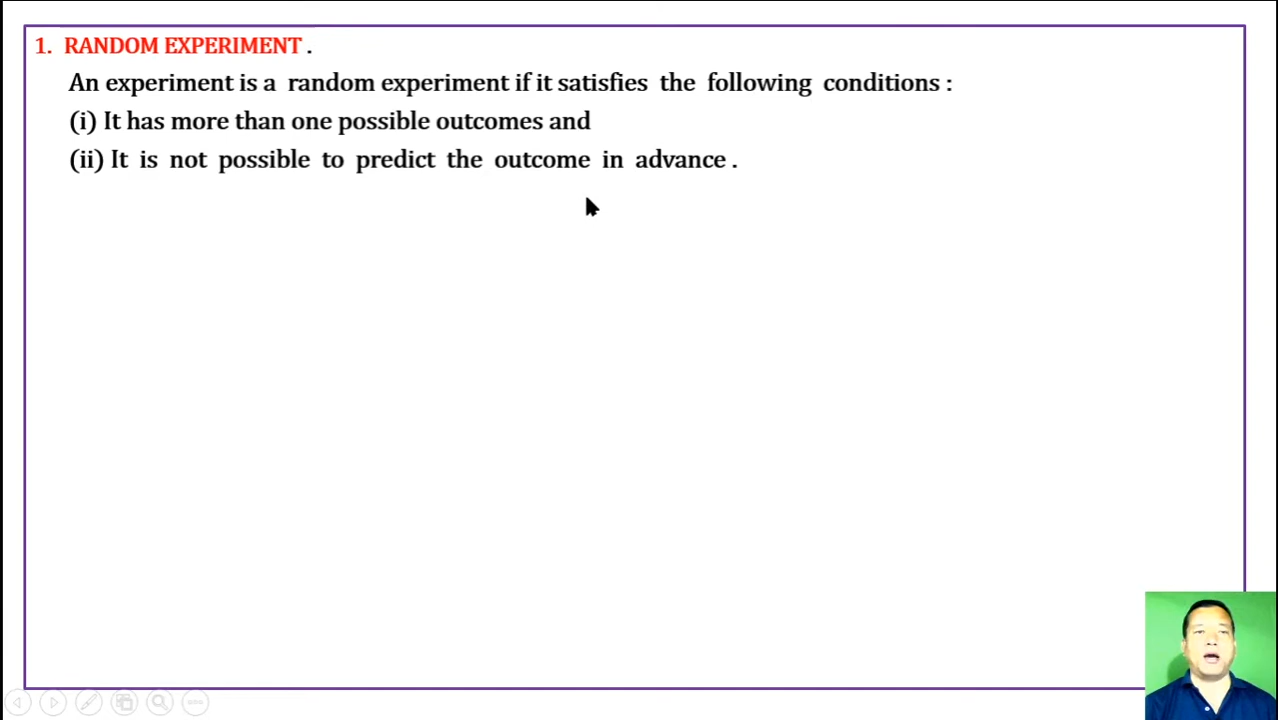 1. RANDOM EXPERIMENT .
An experiment is a random experiment if it satisfies the following conditions :
(i) It has more than one possible outcomes and
(ii) It is not possible to predict the outcome in advance .